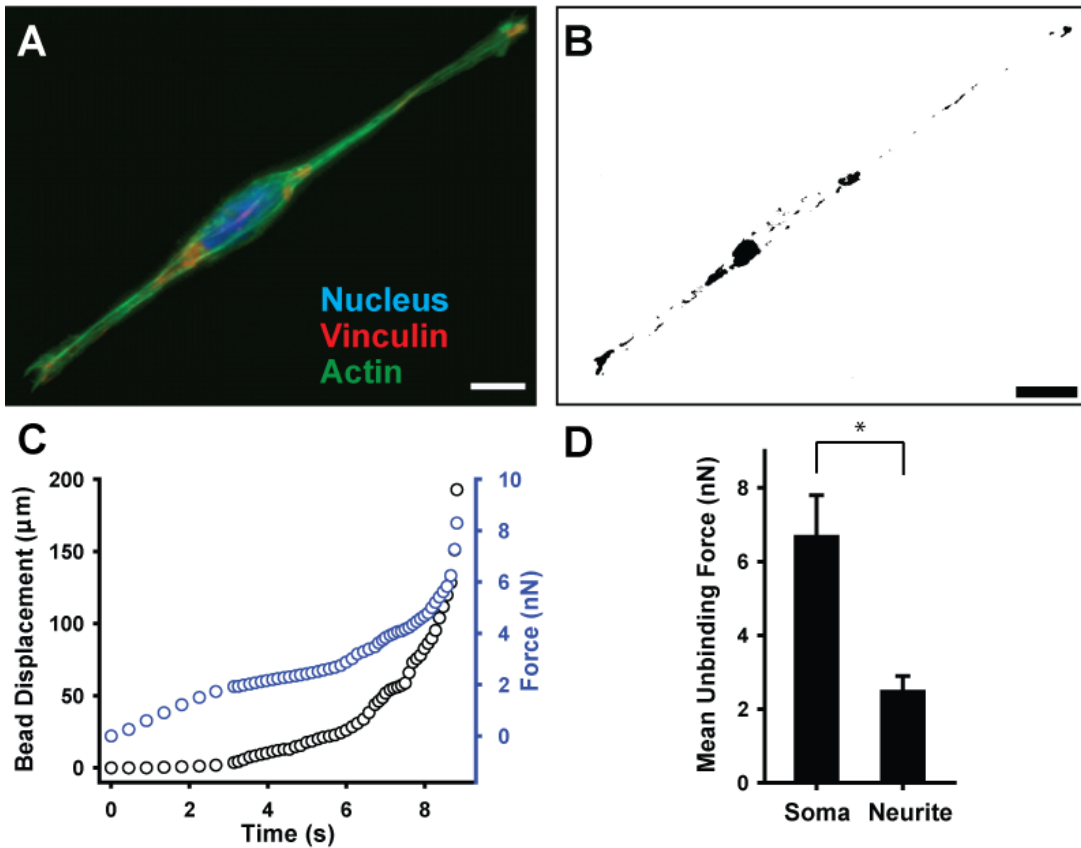 A
Nucleus
Vinculin
Actin
B
C
Bead Displacement (µm)
200
150
100
50
0
Force (nN)
10
8
6
4
2
0
0 2 4 6 8
Time (s)
D
*
Mean Unbinding Force (nN)
8
6
4
2
0
Soma Neurite